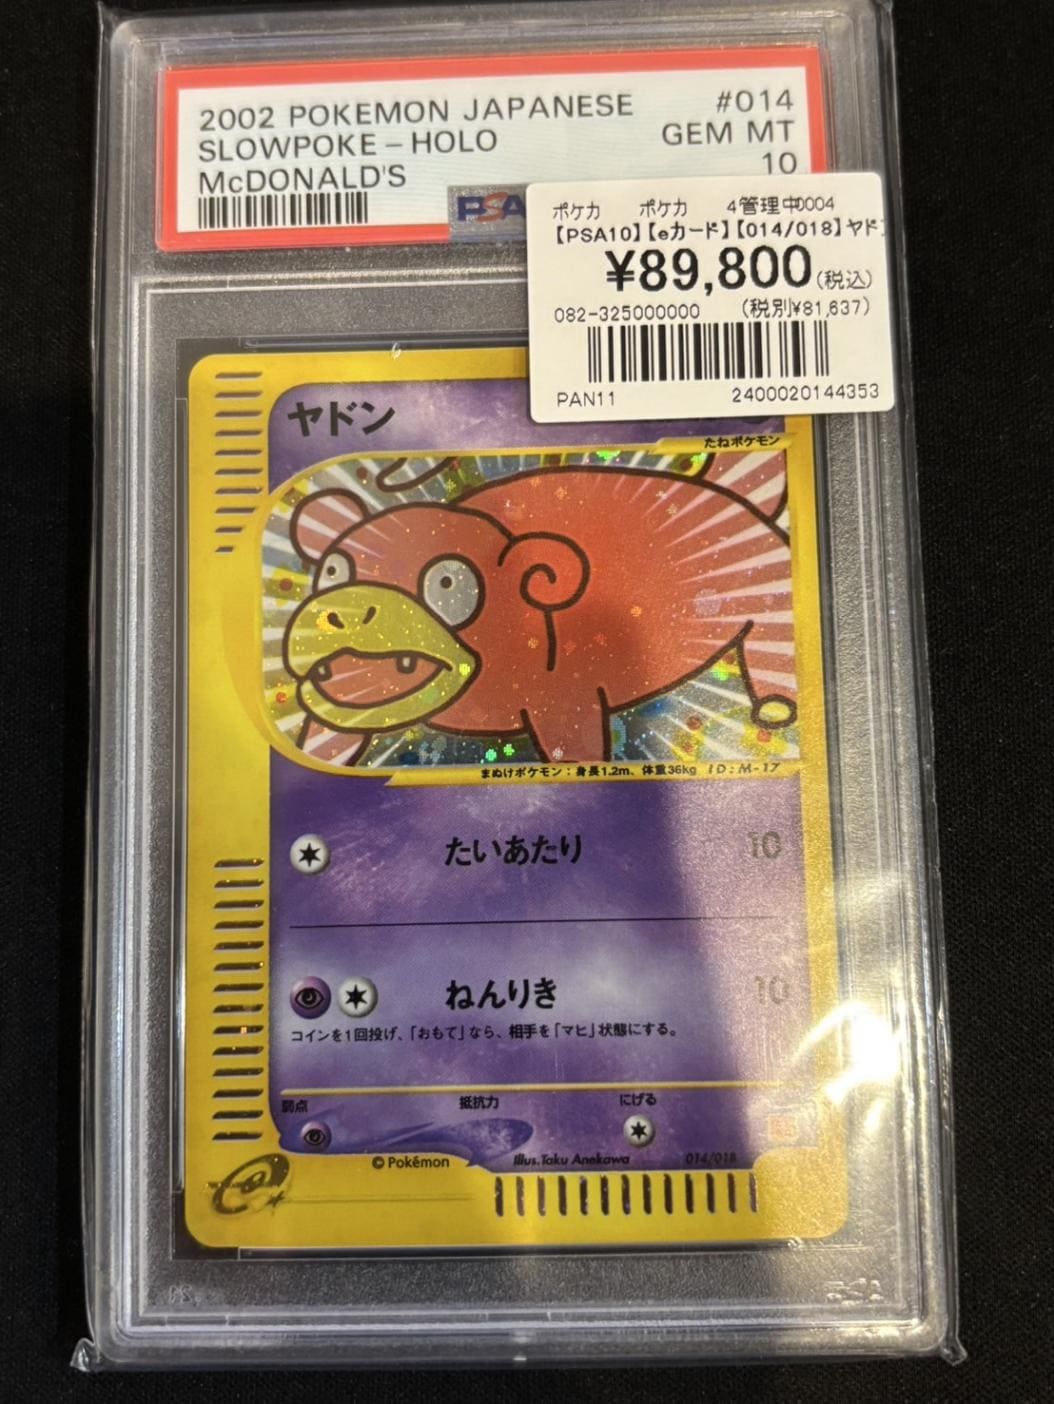 2002 POKEMON JAPANESE #014
SLOWPOKE-HOLO GEM MT
McDONALD'S 10
PSA
ポケカ ポケカ 4管理中0004
【PSA10】【eカード】【014/018】ヤド
¥89,800(税込)
082-325000000 (税別¥81,637)
PAN11 2400020144353
ヤドン
たねポケモン
まぬけポケモン：身長1.2m、体重36kg ID:M-17
たいあたり 10
ねんりき 10
コインを1回投げ、「おもて」なら、相手を「マヒ」状態にする。
弱点 抵抗力 にげる
©Pokémon Illus.Taku Anekawa 014/018
PSA